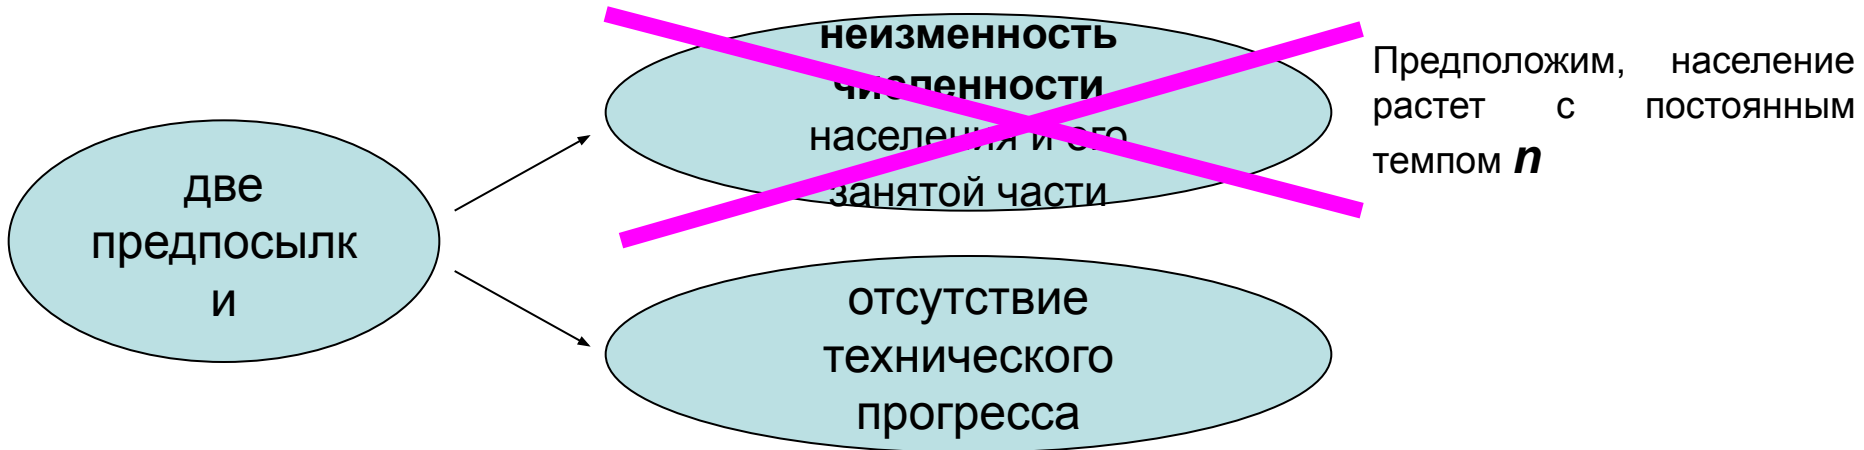 две
предпосылк
и
неизменность
численности
населения и его
занятой части
отсутствие
технического
прогресса
Предположим, население
растет с постоянным
темпом n